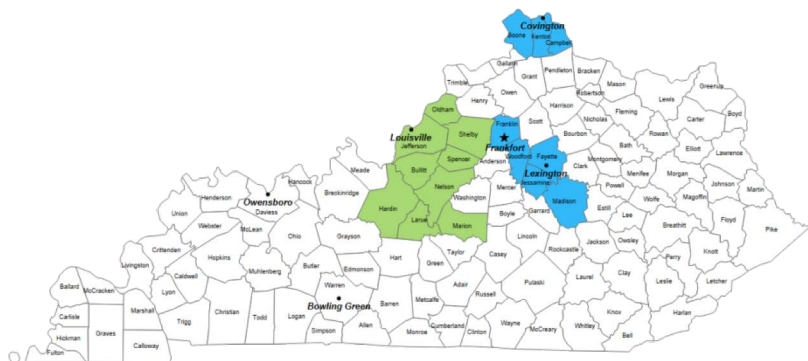 Covington
Boone
Kenton
Campbell
Gallatin
Grant
Pendleton
Bracken
Mason
Trimble
Owen
Robertson
Lewis
Greenup
Henry
Harrison
Fleming
Oldham
Scott
Nicholas
Carter
Boyd
Franklin
Bourbon
Rowan
Louisville
Jefferson
Shelby
Frankfort
Bath
Elliott
Lawrence
Spencer
Anderson
Woodford
Fayette
Clark
Montgomery
Lexington
Menifee
Morgan
Meade
Bullitt
Jessamine
Johnson
Martin
Hancock
Breckinridge
Nelson
Washington
Mercer
Madison
Powell
Wolfe
Magoffin
Henderson
Owensboro
Daviess
Hardin
Boyle
Garrard
Estill
Lee
Floyd
Union
Larue
Marion
Breathitt
Pike
Webster
McLean
Ohio
Grayson
Lincoln
Jackson
Owsley
Knott
Crittenden
Hopkins
Hart
Taylor
Casey
Rockcastle
Perry
Livingston
Muhlenberg
Butler
Edmonson
Green
Clay
Letcher
Caldwell
Warren
Adair
Pulaski
Laurel
Leslie
Ballard
McCracken
Lyon
Barren
Metcalfe
Russell
Marshall
Bowling Green
Knox
Harlan
Carlisle
Trigg
Christian
Todd
Logan
Simpson
Allen
Monroe
Cumberland
Clinton
Wayne
McCreary
Whitley
Bell
Hickman
Graves
Calloway
Fulton